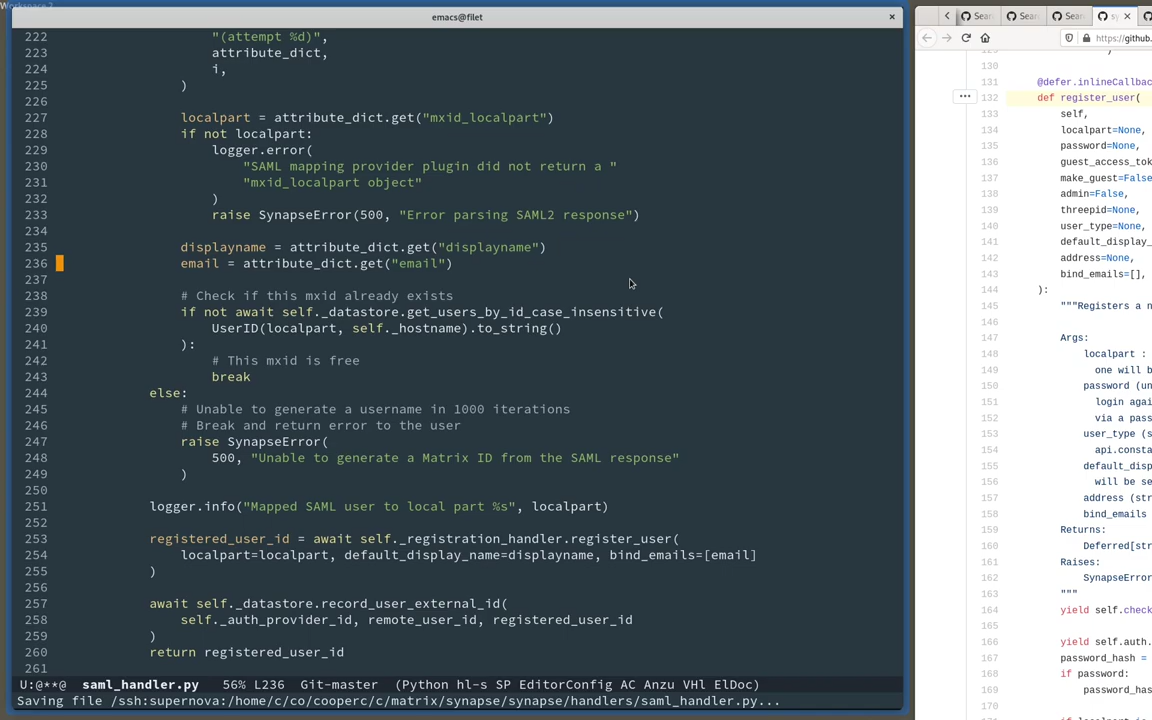 Workspace 2
emacs@filet
×
222 "(attempt %d)",
223 attribute_dict,
224 i,
225 )
226
227 localpart = attribute_dict.get("mxid_localpart")
228 if not localpart:
229 logger.error(
230 "SAML mapping provider plugin did not return a "
231 "mxid_localpart object"
232 )
233 raise SynapseError(500, "Error parsing SAML2 response")
234
235 displayname = attribute_dict.get("displayname")
236 email = attribute_dict.get("email")
237
238 # Check if this mxid already exists
239 if not await self._datastore.get_users_by_id_case_insensitive(
240 UserID(localpart, self._hostname).to_string()
241 ):
242 # This mxid is free
243 break
244 else:
245 # Unable to generate a username in 1000 iterations
246 # Break and return error to the user
247 raise SynapseError(
248 500, "Unable to generate a Matrix ID from the SAML response"
249 )
250
251 logger.info("Mapped SAML user to local part %s", localpart)
252
253 registered_user_id = await self._registration_handler.register_user(
254 localpart=localpart, default_display_name=displayname, bind_emails=[email]
255 )
256
257 await self._datastore.record_user_external_id(
258 self._auth_provider_id, remote_user_id, registered_user_id
259 )
260 return registered_user_id
261
U:@**@ saml_handler.py 56% L236 Git-master (Python hl-s SP EditorConfig AC Anzu VHl ElDoc)
Saving file /ssh:supernova:/home/c/co/cooperc/c/matrix/synapse/synapse/handlers/saml_handler.py...
Sear Sear Sear sy ×
https://github.
129 )
130
131 @defer.inlineCallbac
132 def register_user(
133 self,
134 localpart=None,
135 password=None,
136 guest_access_tok
137 make_guest=False
138 admin=False,
139 threepid=None,
140 user_type=None,
141 default_display_
142 address=None,
143 bind_emails=[],
144 ):
145 """Registers a n
146
147 Args:
148 localpart :
149 one will b
150 password (un
151 login agai
152 via a pass
153 user_type (s
154 api.consta
155 default_disp
156 will be se
157 address (str
158 bind_emails
159 Returns:
160 Deferred[str
161 Raises:
162 SynapseError
163 """
164 yield self.check
165
166 yield self.auth.
167 password_hash =
168 if password:
169 password_has
170